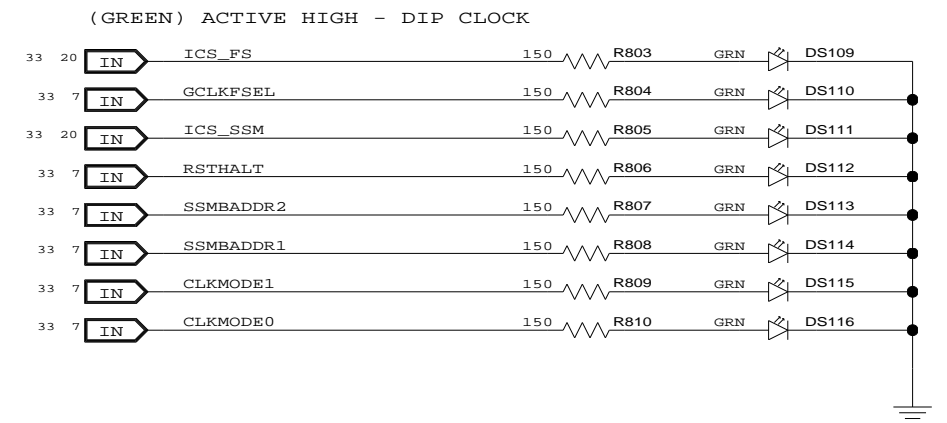 (GREEN) ACTIVE HIGH - DIP CLOCK
33 20 IN ICS_FS 150 R803 GRN DS109
33 7 IN GCLKFSEL 150 R804 GRN DS110
33 20 IN ICS_SSM 150 R805 GRN DS111
33 7 IN RSTHALT 150 R806 GRN DS112
33 7 IN SSMBADDR2 150 R807 GRN DS113
33 7 IN SSMBADDR1 150 R808 GRN DS114
33 7 IN CLKMODE1 150 R809 GRN DS115
33 7 IN CLKMODE0 150 R810 GRN DS116